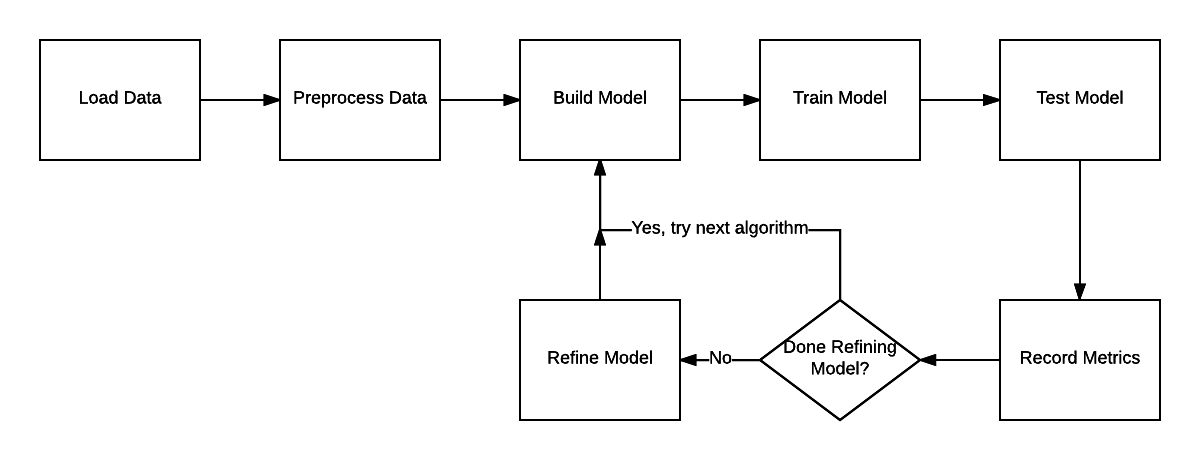 Load Data
Preprocess Data
Build Model
Train Model
Test Model
Yes, try next algorithm
Refine Model
No
Done Refining
Model?
Record Metrics